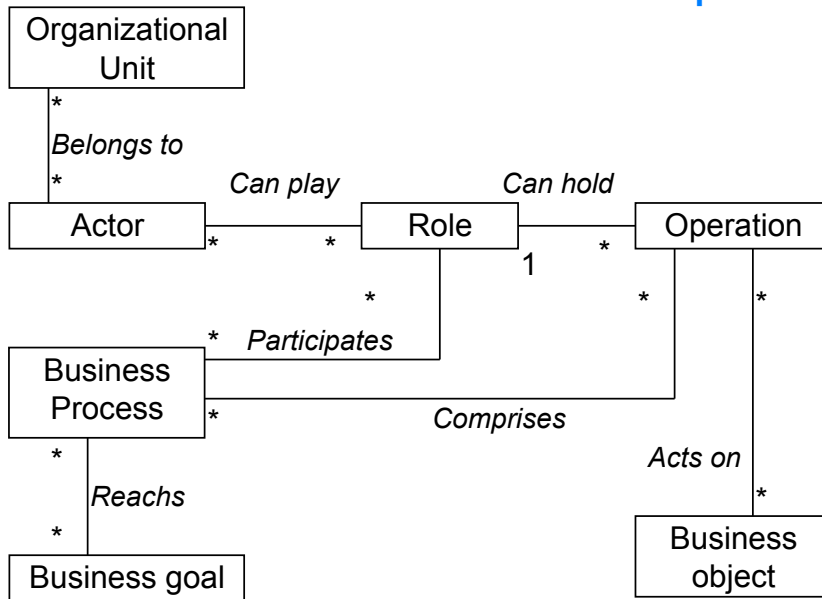 Organizational
Unit
*
Belongs to
*
Can play
Can hold
Actor
Role
Operation
*
*
*
1
*
*
*
*
Participates
Business
Process
*
Comprises
*
Acts on
Reachs
*
*
Business goal
Business
object